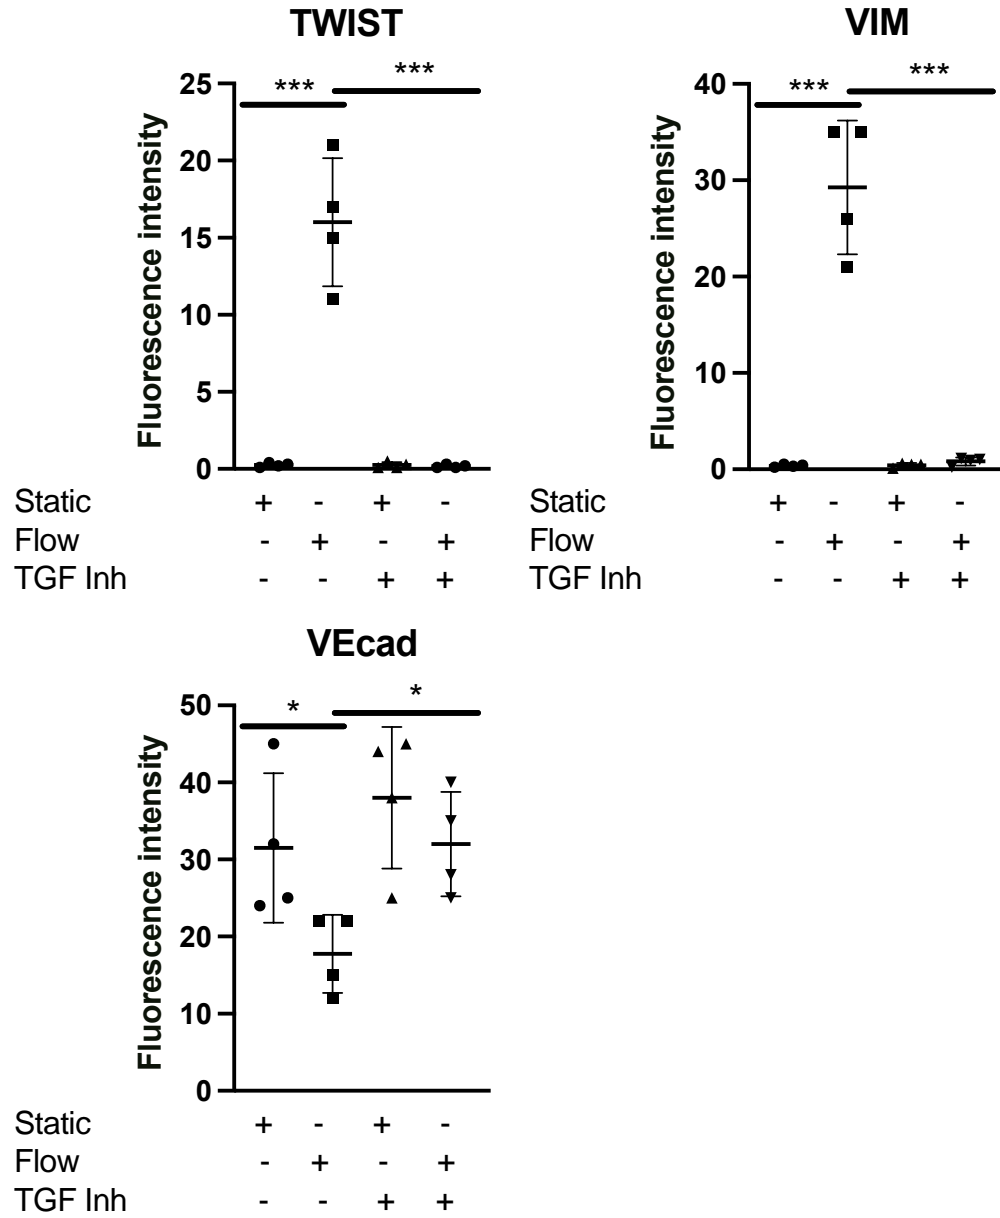 TWIST
***
***
25
20
15
10
5
0
Fluorescence intensity
Static + - + -
Flow - + - +
TGF Inh - - + +
VIM
***
***
40
30
20
10
0
Fluorescence intensity
Static + - + -
Flow - + - +
TGF Inh - - + +
VEcad
*
*
50
40
30
20
10
0
Fluorescence intensity
Static + - + -
Flow - + - +
TGF Inh - - + +